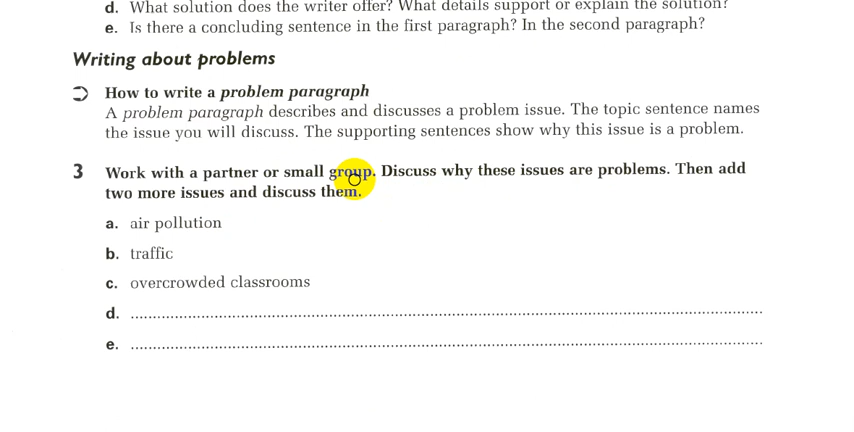 d. What solution does the writer offer? What details support or explain the solution?
e. Is there a concluding sentence in the first paragraph? In the second paragraph?
Writing about problems
How to write a problem paragraph
A problem paragraph describes and discusses a problem issue. The topic sentence names
the issue you will discuss. The supporting sentences show why this issue is a problem.
3 Work with a partner or small group. Discuss why these issues are problems. Then add
two more issues and discuss them.
a. air pollution
b. traffic
c. overcrowded classrooms
d.
e.